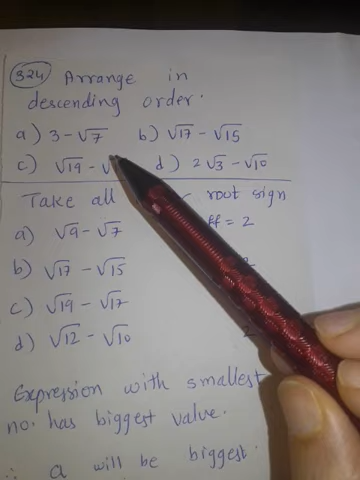 324 Arrange in
descending order.
a) 3 - √7 b) √17 - √15
c) √19 - √ d) 2√3 - √10
Take all root sign
a) √9 - √7 = 2
b) √17 - √15
c) √19 - √17
d) √12 - √10 2
Expression with smallest
no. has biggest value.
∴ a will be biggest.